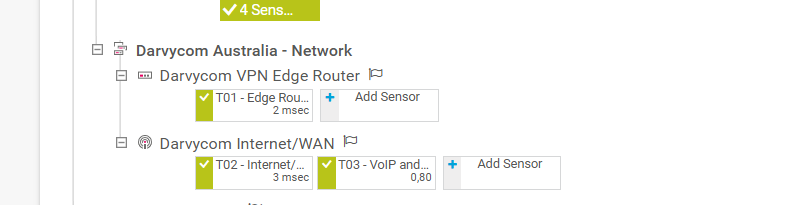 4 Sens...
Darvycom Australia - Network
Darvycom VPN Edge Router
T01 - Edge Rou...
2 msec
Add Sensor
Darvycom Internet/WAN
T02 - Internet/...
3 msec
T03 - VoIP and...
0,80
Add Sensor